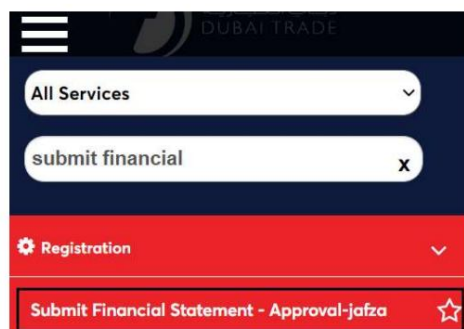 DUBAI TRADE
All Services
submit financial
x
Registration
Submit Financial Statement - Approval-jafza